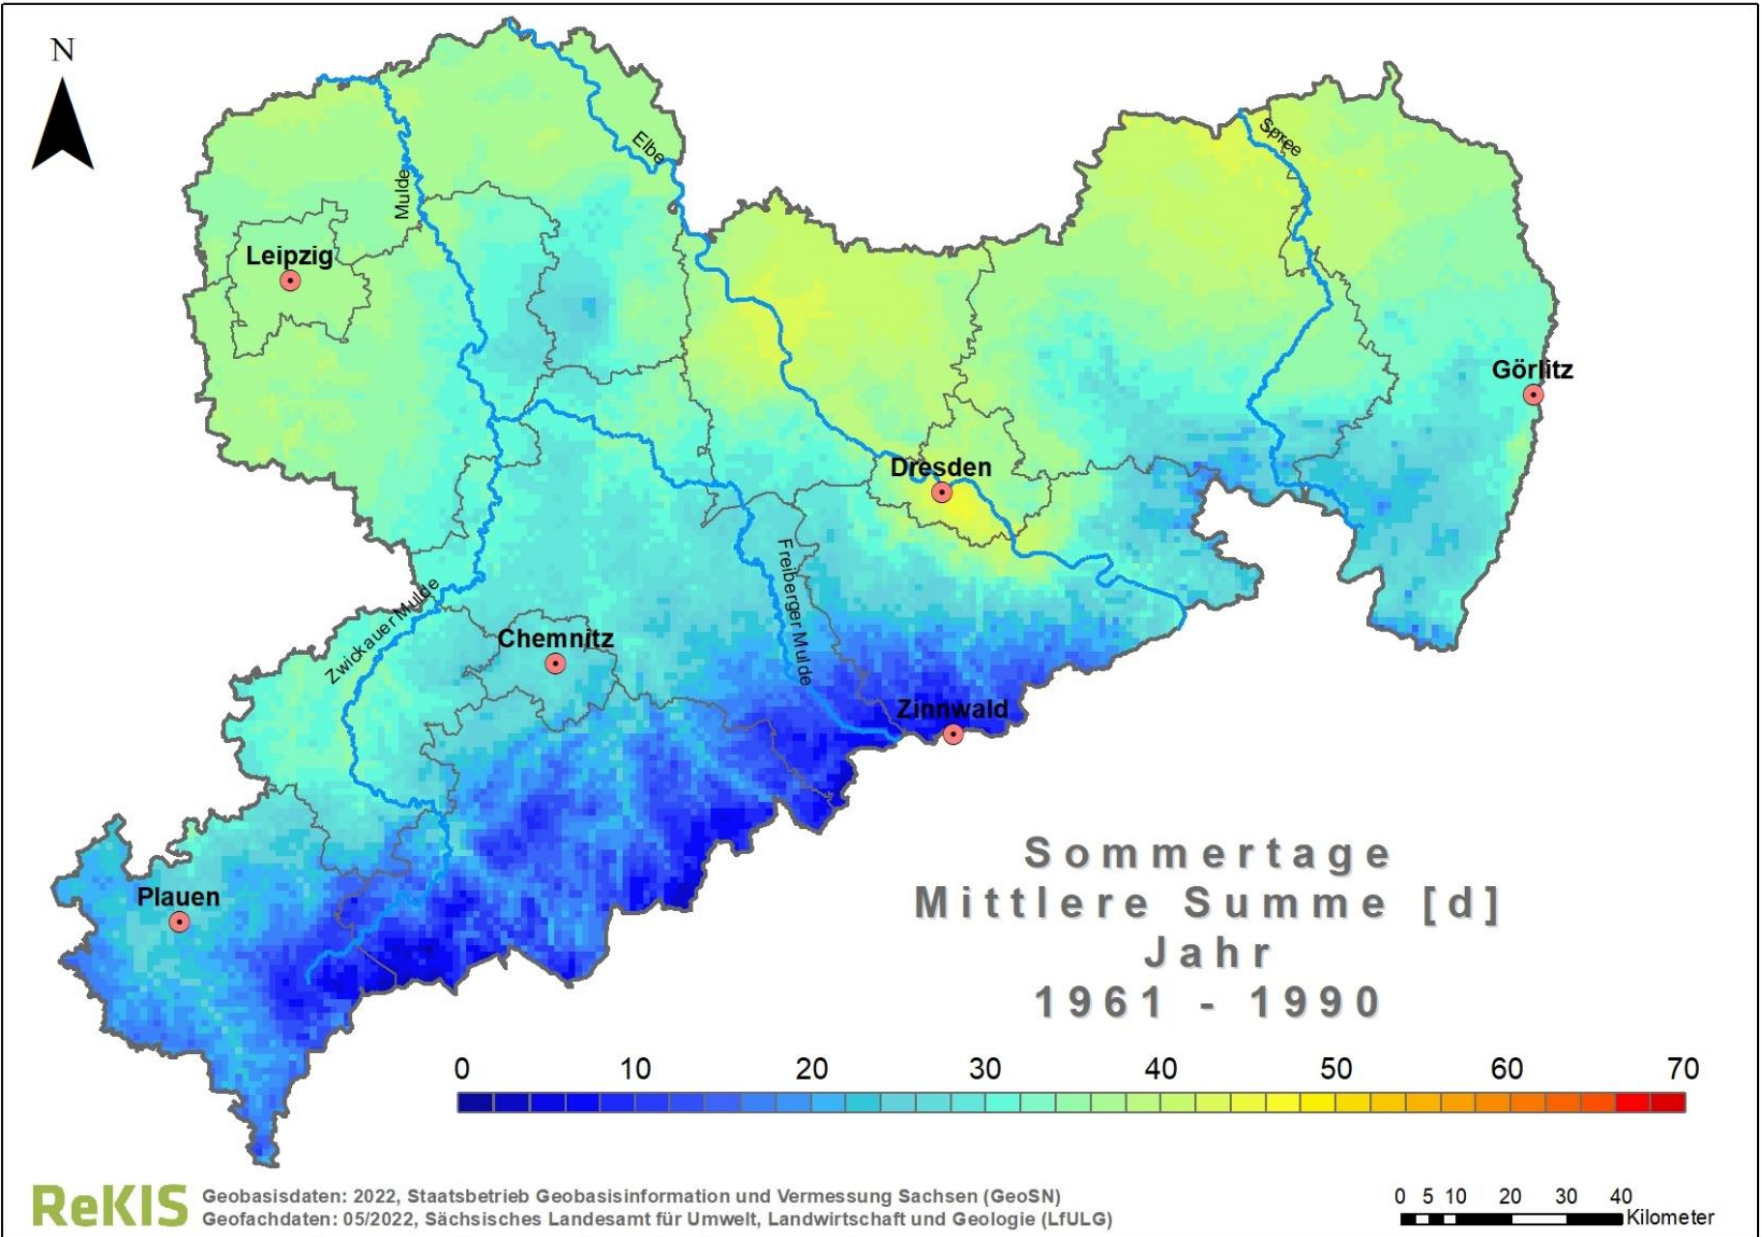 N
Elbe
Spree
Mulde
Leipzig
Görlitz
Dresden
Freiberger Mulde
Zwickauer Mulde
Chemnitz
Zinnwald
Plauen
Sommertage
Mittlere Summe [d]
Jahr
1961 - 1990
0 10 20 30 40 50 60 70
ReKIS
Geobasisdaten: 2022, Staatsbetrieb Geobasisinformation und Vermessung Sachsen (GeoSN)
Geofachdaten: 05/2022, Sächsisches Landesamt für Umwelt, Landwirtschaft und Geologie (LfULG)
0 5 10 20 30 40
Kilometer